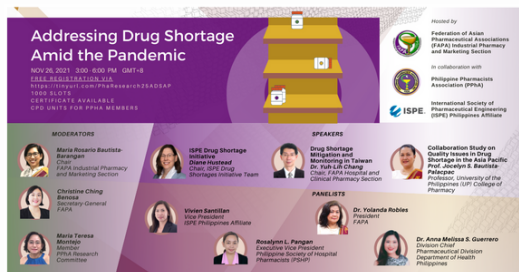 Addressing Drug Shortage
Amid the Pandemic
NOV 26, 2021 3:00 - 6:00 PM GMT+8
FREE REGISTRATION VIA
https://tinyurl.com/PhaResearch25ADSAP
1000 SLOTS
CERTIFICATE AVAILABLE
CPD UNITS FOR PPHA MEMBERS
Hosted by
Federation of Asian
Pharmaceutical Associations
(FAPA) Industrial Pharmacy
and Marketing Section
In collaboration with
Philippine Pharmacists
Association (PPhA)
ISPE
International Society of
Pharmaceutical Engineering
(ISPE) Philippines Affiliate
MODERATORS
Maria Rosario Bautista-
Barangan
Chair
FAPA Industrial Pharmacy
and Marketing Section
Christine Ching
Benosa
Secretary-General
FAPA
Maria Teresa
Montejo
Member
PPhA Research
Committee
SPEAKERS
ISPE Drug Shortage
Initiative
Diane Hustead
Chair, ISPE Drug
Shortages Initiative Team
Drug Shortage
Mitigation and
Monitoring in Taiwan
Dr. Yuh-Lih Chang
Chair, FAPA Hospital and
Clinical Pharmacy Section
Collaboration Study on
Quality Issues in Drug
Shortage in the Asia Pacific
Prof. Jocelyn S. Bautista-
Palacpac
Professor, University of the
Philippines (UP) College of
Pharmacy
PANELISTS
Vivien Santillan
Vice President
ISPE Philippines Affiliate
Rosalynn L. Pangan
Executive Vice President
Philippine Society of Hospital
Pharmacists (PSHP)
Dr. Yolanda Robles
President
FAPA
Dr. Anna Melissa S. Guerrero
Division Chief
Pharmaceutical Division
Department of Health
Philippines